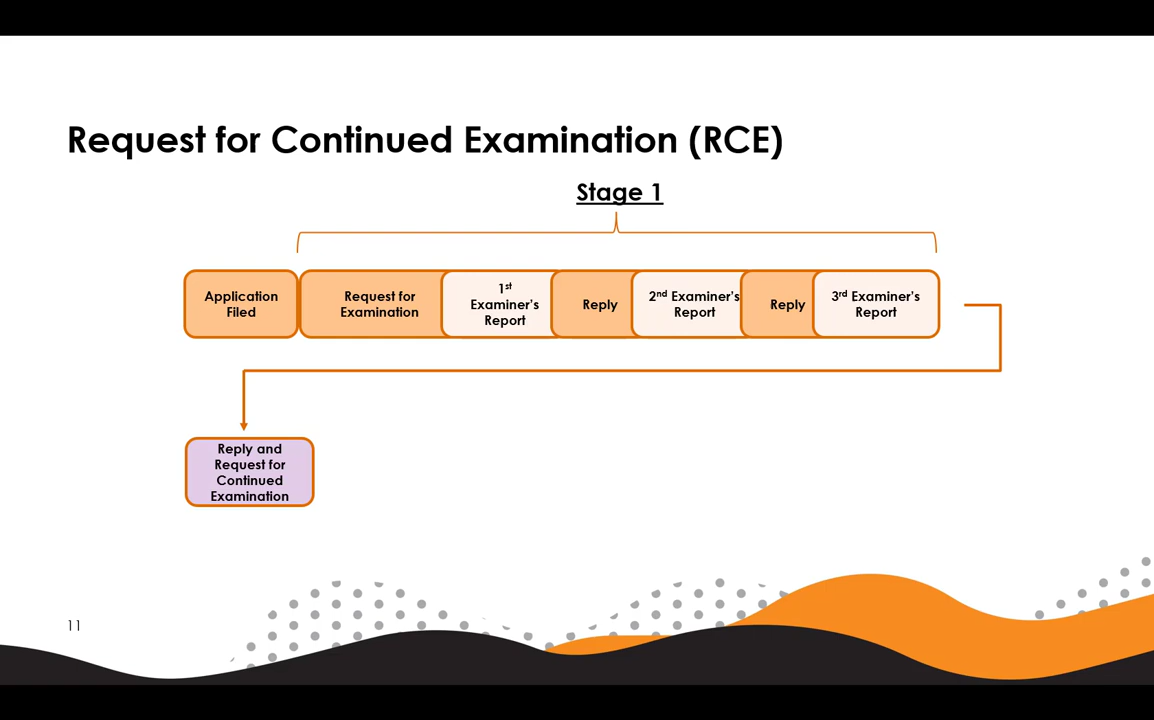 Request for Continued Examination (RCE)
Stage 1
Application
Filed
Request for
Examination
1st
Examiner's
Report
Reply
2nd Examiner's
Report
Reply
3rd Examiner's
Report
Reply and
Request for
Continued
Examination
11